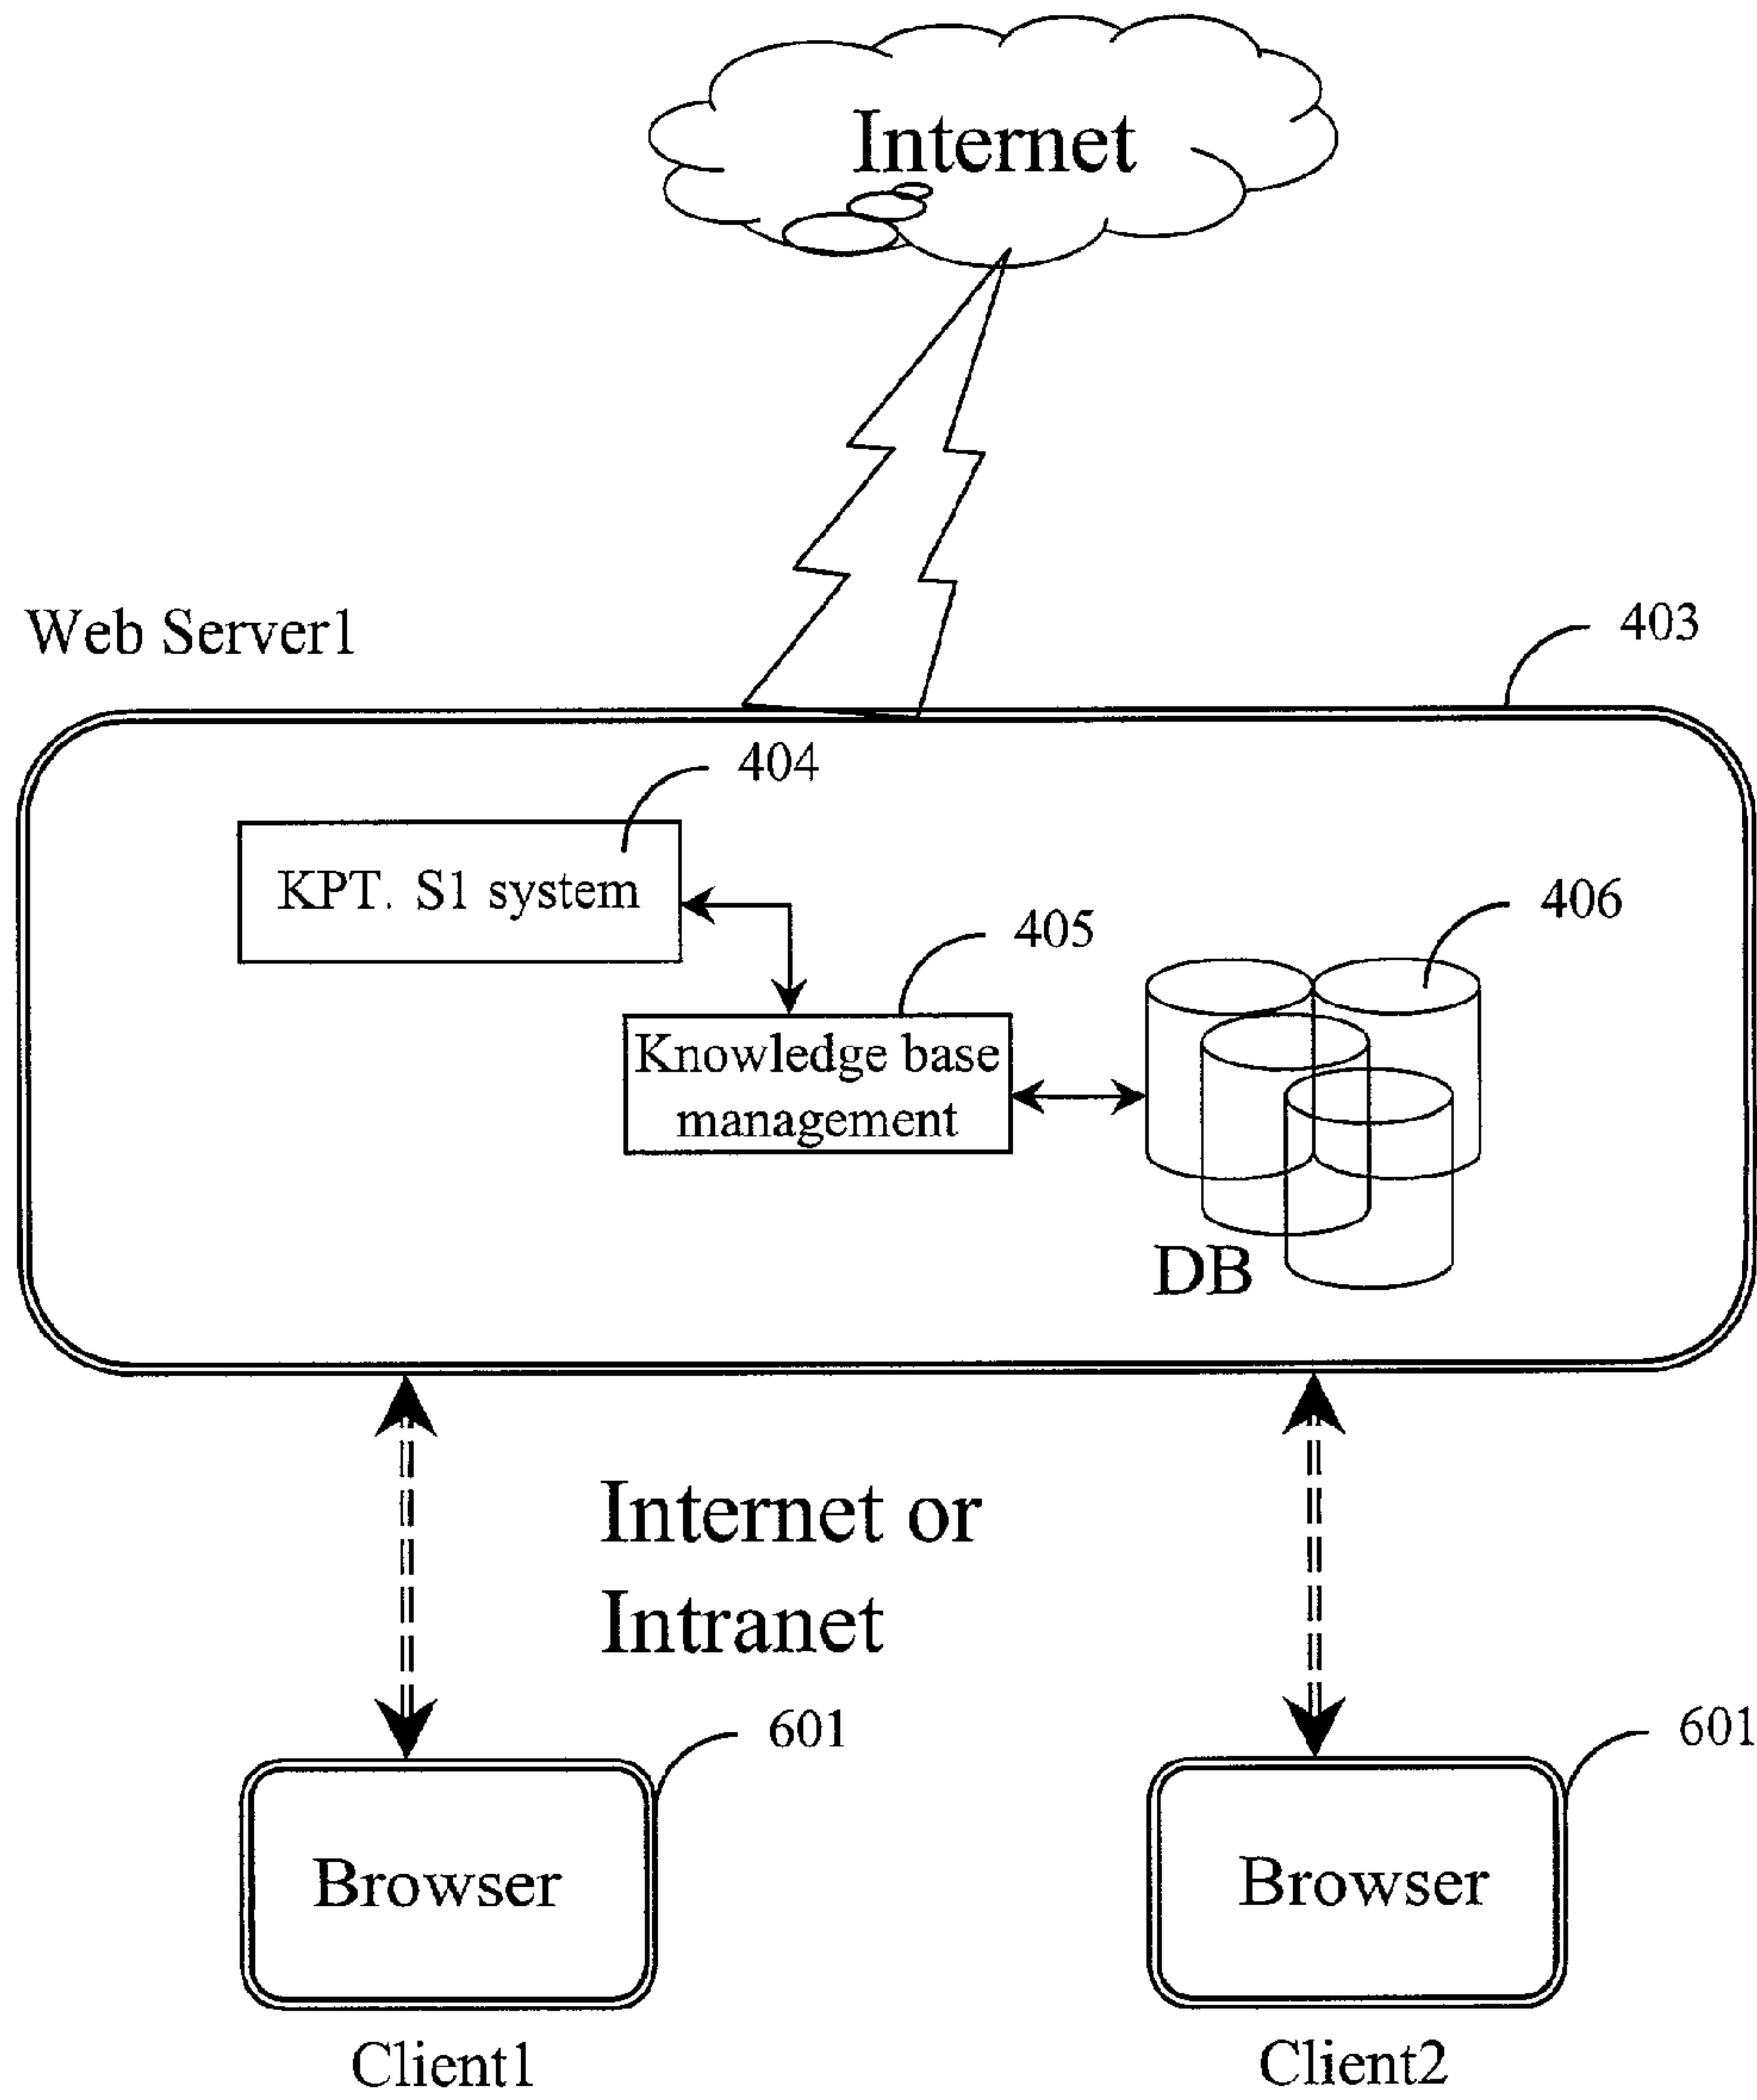 Internet
Web Server1
403
404
KPT. S1 system
406
405
Knowledge base
management
DB
Internet or
Intranet
601
601
Browser
Browser
Client1
Client2